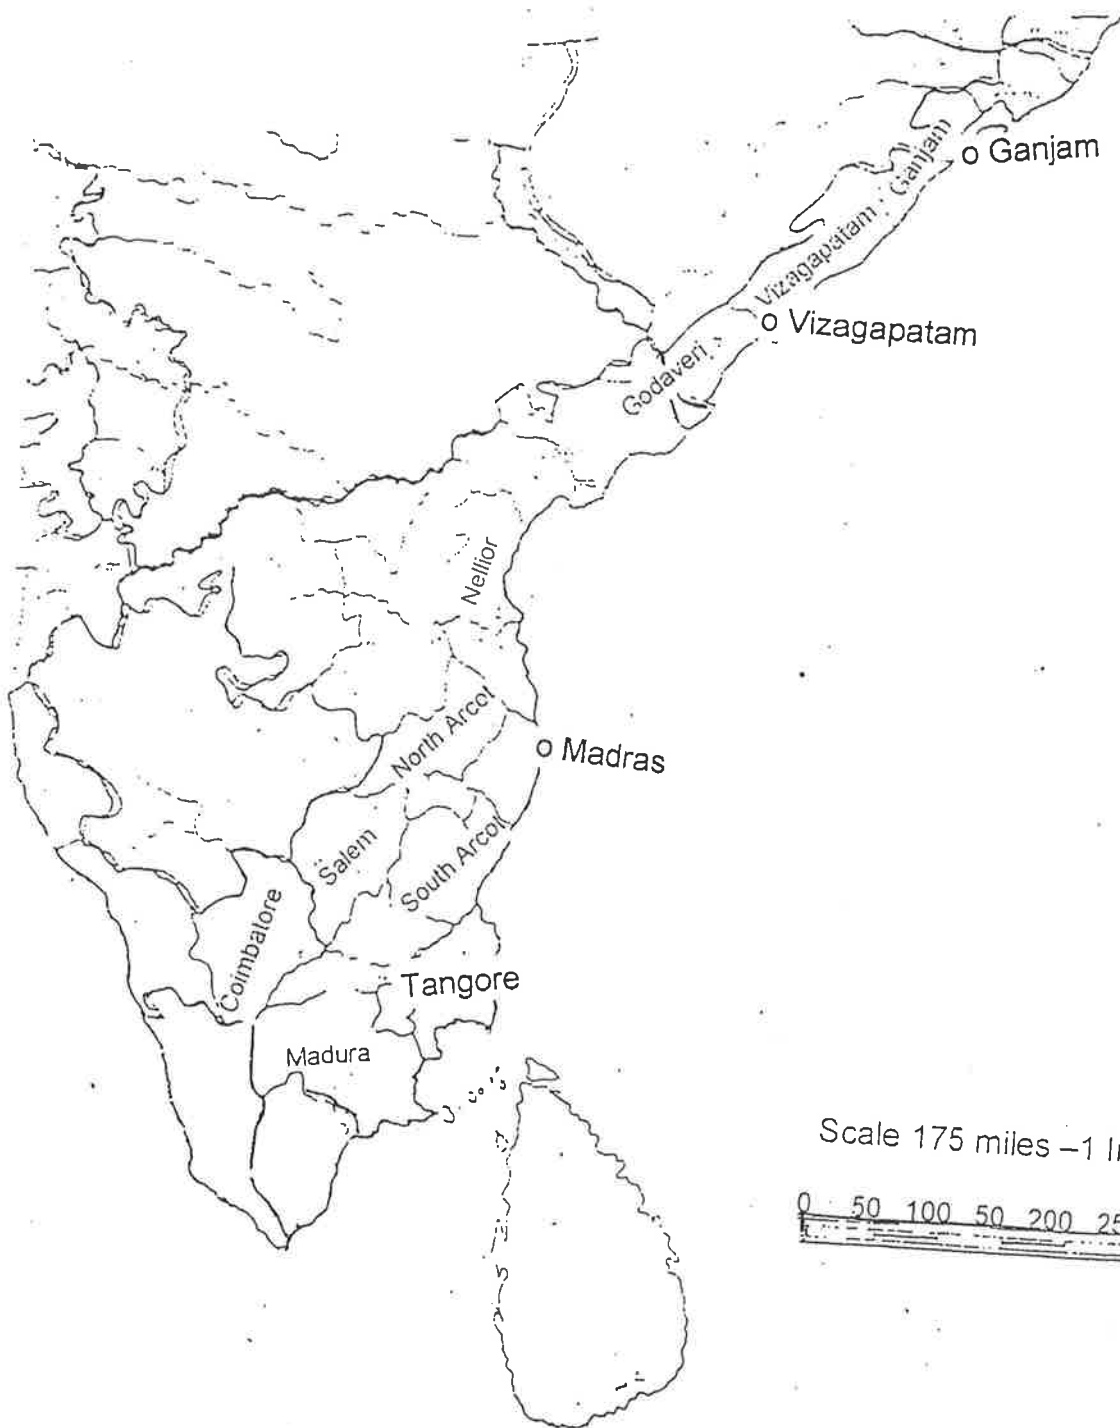 Ganjam
Ganjam
Vizagapatam
Vizagapatam
Godaveri
Nellior
North Arcot
Madras
Salem
South Arcot
Coimbatore
Tangore
Madura
Scale 175 miles –1
0 50 100 50 200